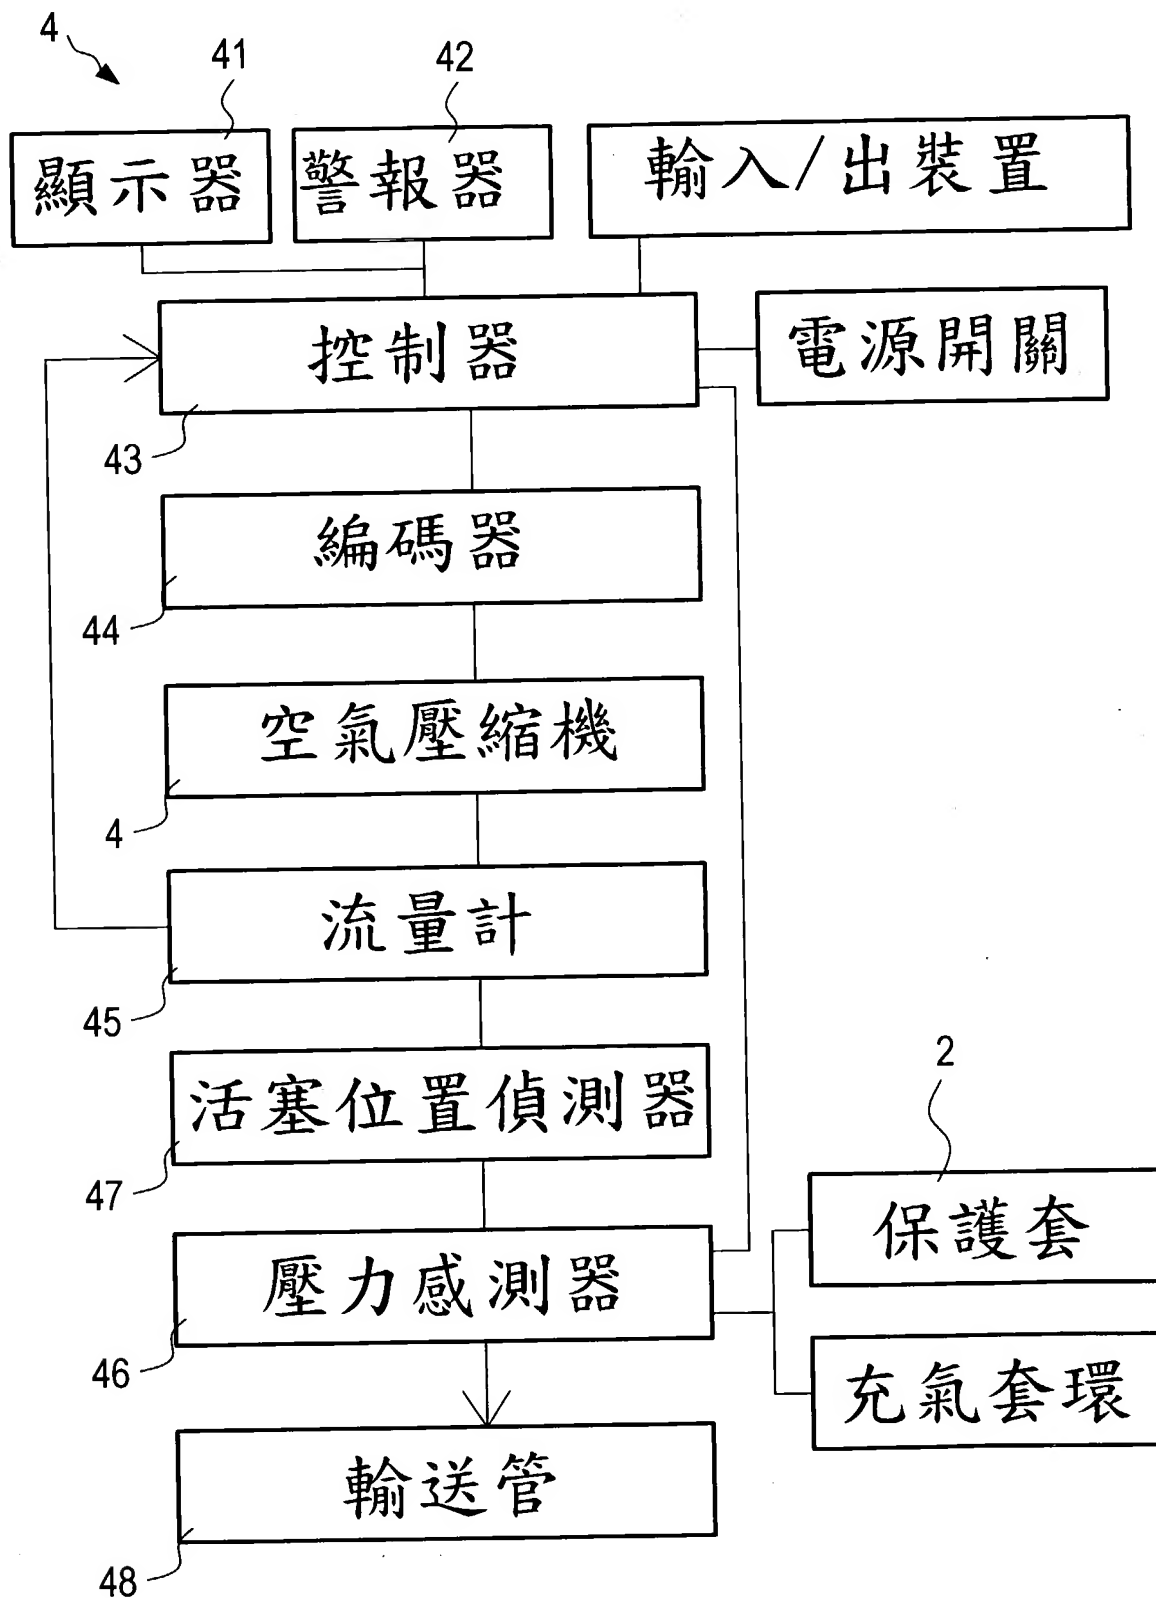 4
41
42
顯示器
警報器
輸入/出裝置
控制器
電源開關
43
編碼器
44
空氣壓縮機
4
流量計
45
活塞位置偵測器
47
2
保護套
壓力感測器
46
充氣套環
輸送管
48